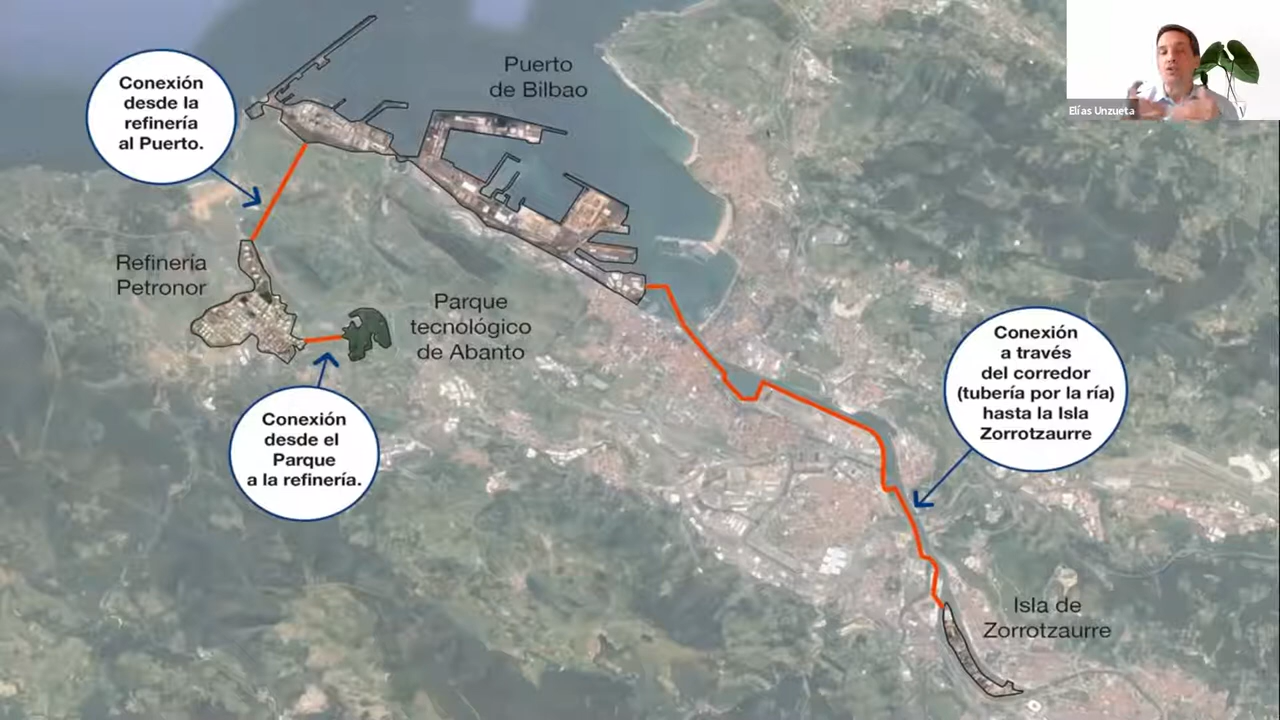 Conexión
desde la
refinería
al Puerto.
Puerto
de Bilbao
Elías Unzueta
Refinería
Petronor
Parque
tecnológico
de Abanto
Conexión
a través
del corredor
(tubería por la ría)
hasta la Isla
Zorrotzaurre
Conexión
desde el
Parque
a la refinería.
Isla de
Zorrotzaurre